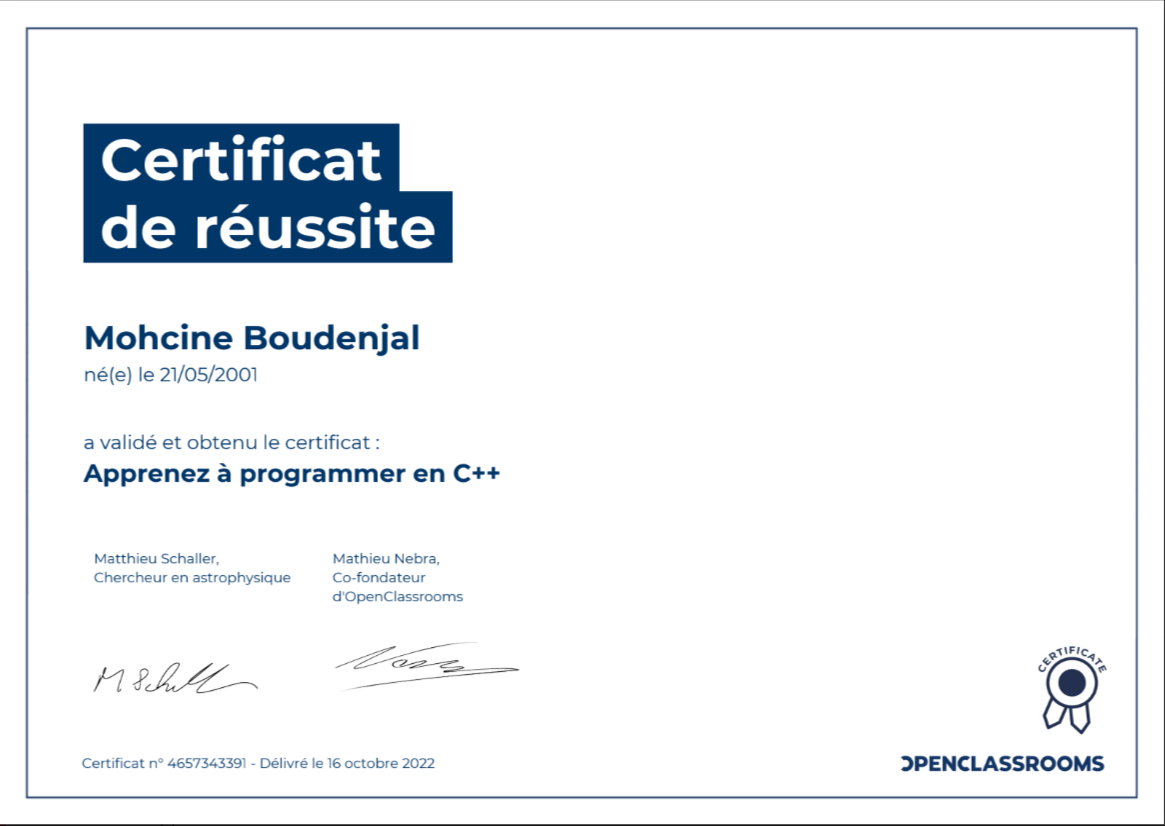 Certificat
de réussite
Mohcine Boudenjal
né(e) le 21/05/2001
a validé et obtenu le certificat :
Apprenez à programmer en C++
Matthieu Schaller,
Chercheur en astrophysique
Mathieu Nebra,
Co-fondateur
d'OpenClassrooms
M Schaller
CERTIFICATE
Certificat n° 4657343391 - Délivré le 16 octobre 2022
OPENCLASSROOMS